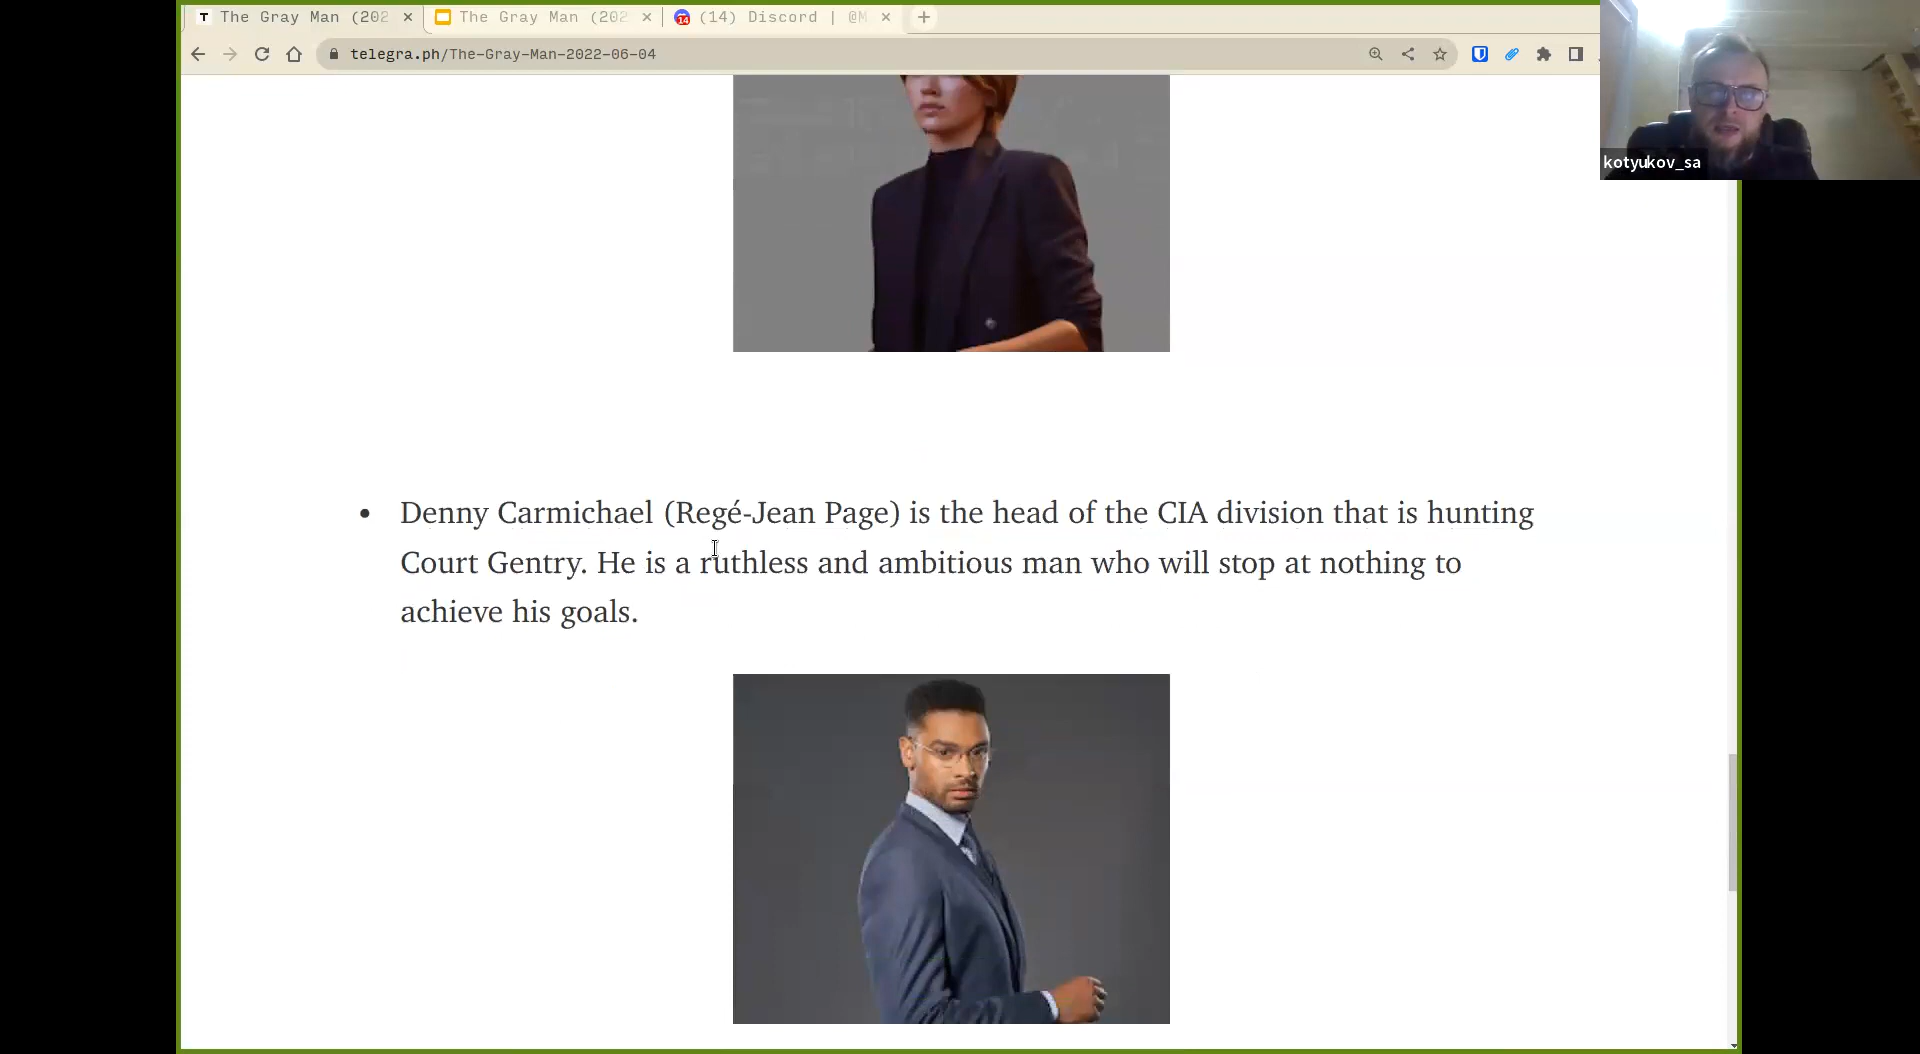 The Gray Man (202
The Gray Man (202
(14) Discord | @M
telegra.ph/The-Gray-Man-2022-06-04
kotyukov_sa
• Denny Carmichael (Regé-Jean Page) is the head of the CIA division that is hunting
Court Gentry. He is a ruthless and ambitious man who will stop at nothing to
achieve his goals.